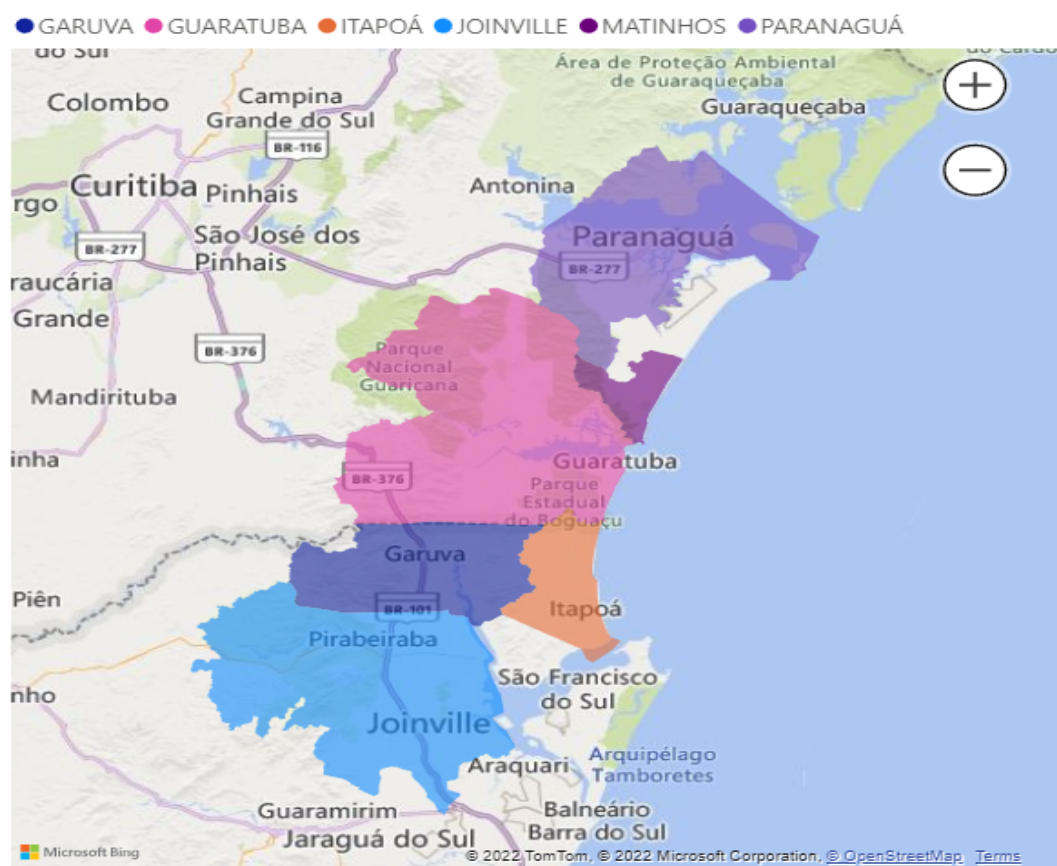 GARUVA GUARATUBA ITAPOÁ JOINVILLE MATINHOS PARANAGUÁ
do Sul
Área de Proteção Ambiental
de Guaraqueçaba
Colombo
Campina
Grande do Sul
Guaraqueçaba
BR-116
Curitiba
Pinhais
Antonina
rgo
BR-277
São José dos
Pinhais
Paranaguá
BR-277
raucária
Grande
BR-376
Parque
Nacional
Guaricana
Mandirituba
inha
BR-376
Guaratuba
Parque
Estadual
do Boguaçu
Garuva
Piên
BR-101
Itapoá
Pirabeiraba
nho
São Francisco
do Sul
Joinville
Araquari
Arquipélago
Tamboretes
Guaramirim
Jaraguá do Sul
Balneário
Barra do Sul
Microsoft Bing
© 2022 TomTom, © 2022 Microsoft Corporation, © OpenStreetMap Terms